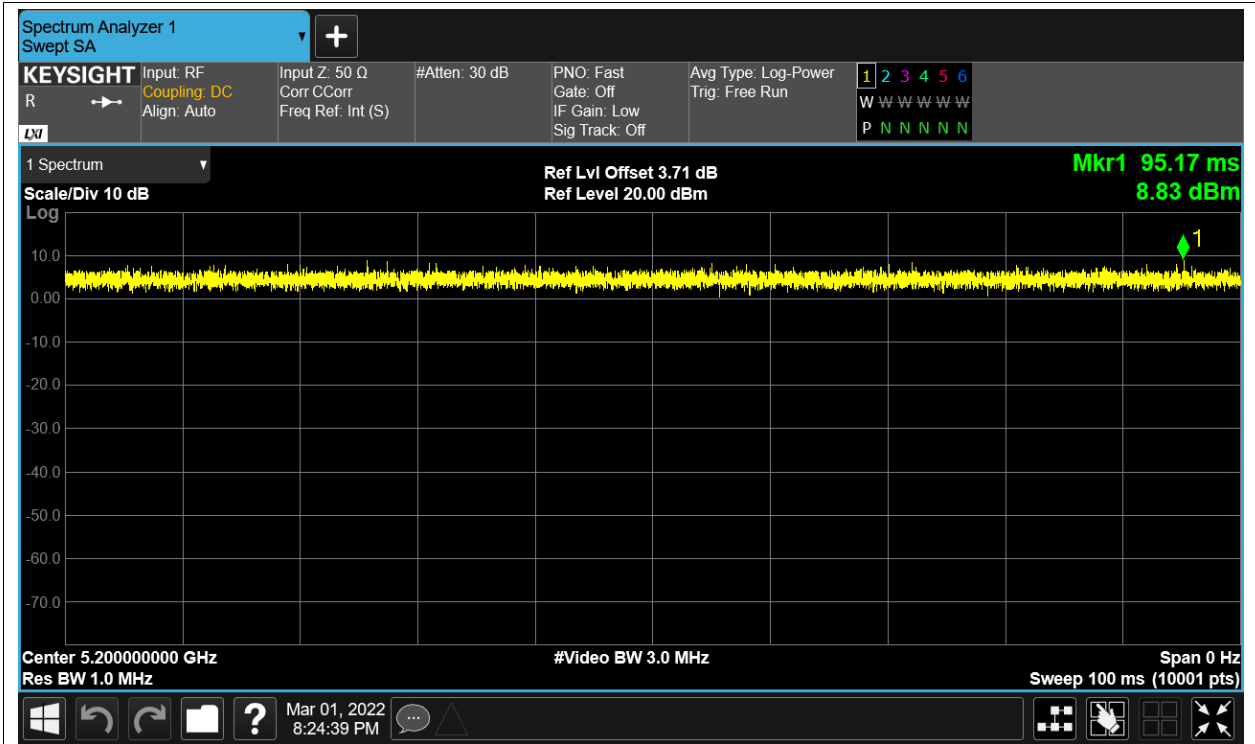 Spectrum Analyzer 1
Swept SA
KEYSIGHT
R
LXI
Input: RF
Coupling: DC
Align: Auto
Input Z: 50 Ω
Corr CCorr
Freq Ref: Int (S)
#Atten: 30 dB
PNO: Fast
Gate: Off
IF Gain: Low
Sig Track: Off
Avg Type: Log-Power
Trig: Free Run
1 2 3 4 5 6
W W W W W W
P N N N N N
1 Spectrum
Scale/Div 10 dB
Ref Lvl Offset 3.71 dB
Ref Level 20.00 dBm
Mkr1 95.17 ms
8.83 dBm
Log
1
10.0
0.00
-10.0
-20.0
-30.0
-40.0
-50.0
-60.0
-70.0
Center 5.200000000 GHz
#Video BW 3.0 MHz
Span 0 Hz
Res BW 1.0 MHz
Sweep 100 ms (10001 pts)
?
Mar 01, 2022
8:24:39 PM